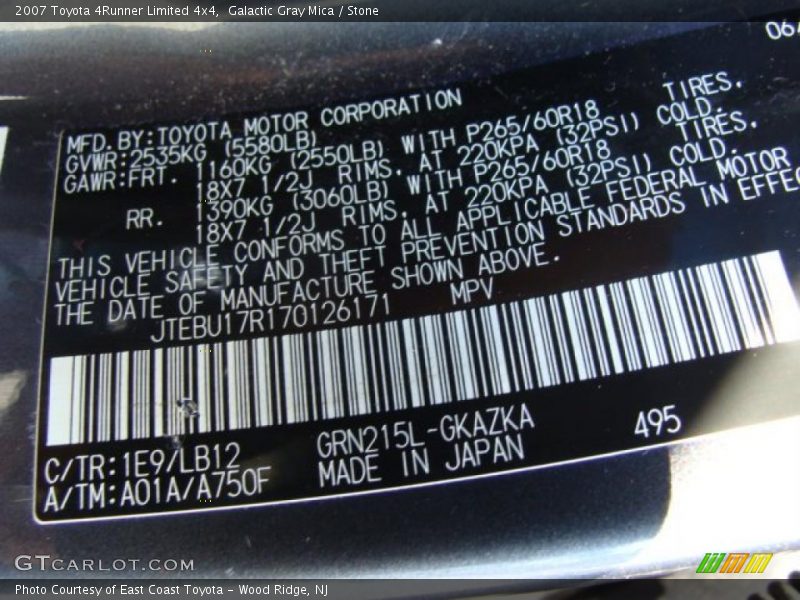 2007 Toyota 4Runner Limited 4x4, Galactic Gray Mica / Stone
06/
MFD.BY:TOYOTA MOTOR CORPORATION
GVWR:2535KG (5580LB)
GAWR:FRT. 1160KG (2550LB) WITH P265/60R18 TIRES,
18X7 1/2J RIMS, AT 220KPA (32PSI) COLD.
RR. 1390KG (3060LB) WITH P265/60R18 TIRES,
18X7 1/2J RIMS, AT 220KPA (32PSI) COLD.
THIS VEHICLE CONFORMS TO ALL APPLICABLE FEDERAL MOTOR
VEHICLE SAFETY AND THEFT PREVENTION STANDARDS IN EFFEC
THE DATE OF MANUFACTURE SHOWN ABOVE.
JTEBU17R170126171 MPV
C/TR:1E9/LB12 GRN215L-GKAZKA 495
A/TM:A01A/A750F MADE IN JAPAN
GTCARLOT.COM
Photo Courtesy of East Coast Toyota - Wood Ridge, NJ